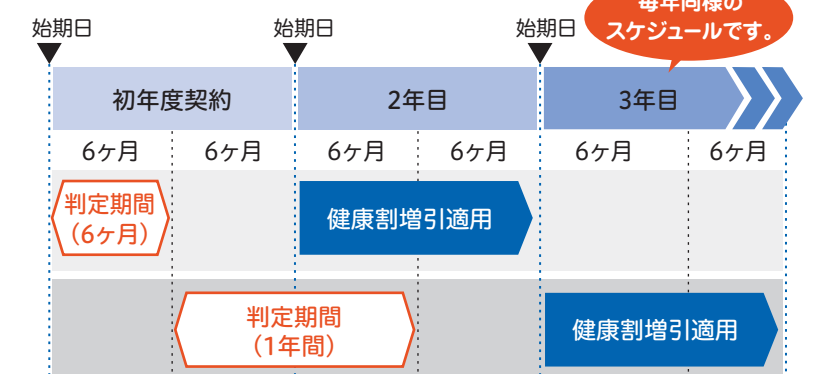 毎年同様の
スケジュールです。
始期日
始期日
始期日
初年度契約
2年目
3年目
6ヶ月
6ヶ月
6ヶ月
6ヶ月
6ヶ月
6ヶ月
判定期間
（6ヶ月）
健康割増引適用
判定期間
（1年間）
健康割増引適用